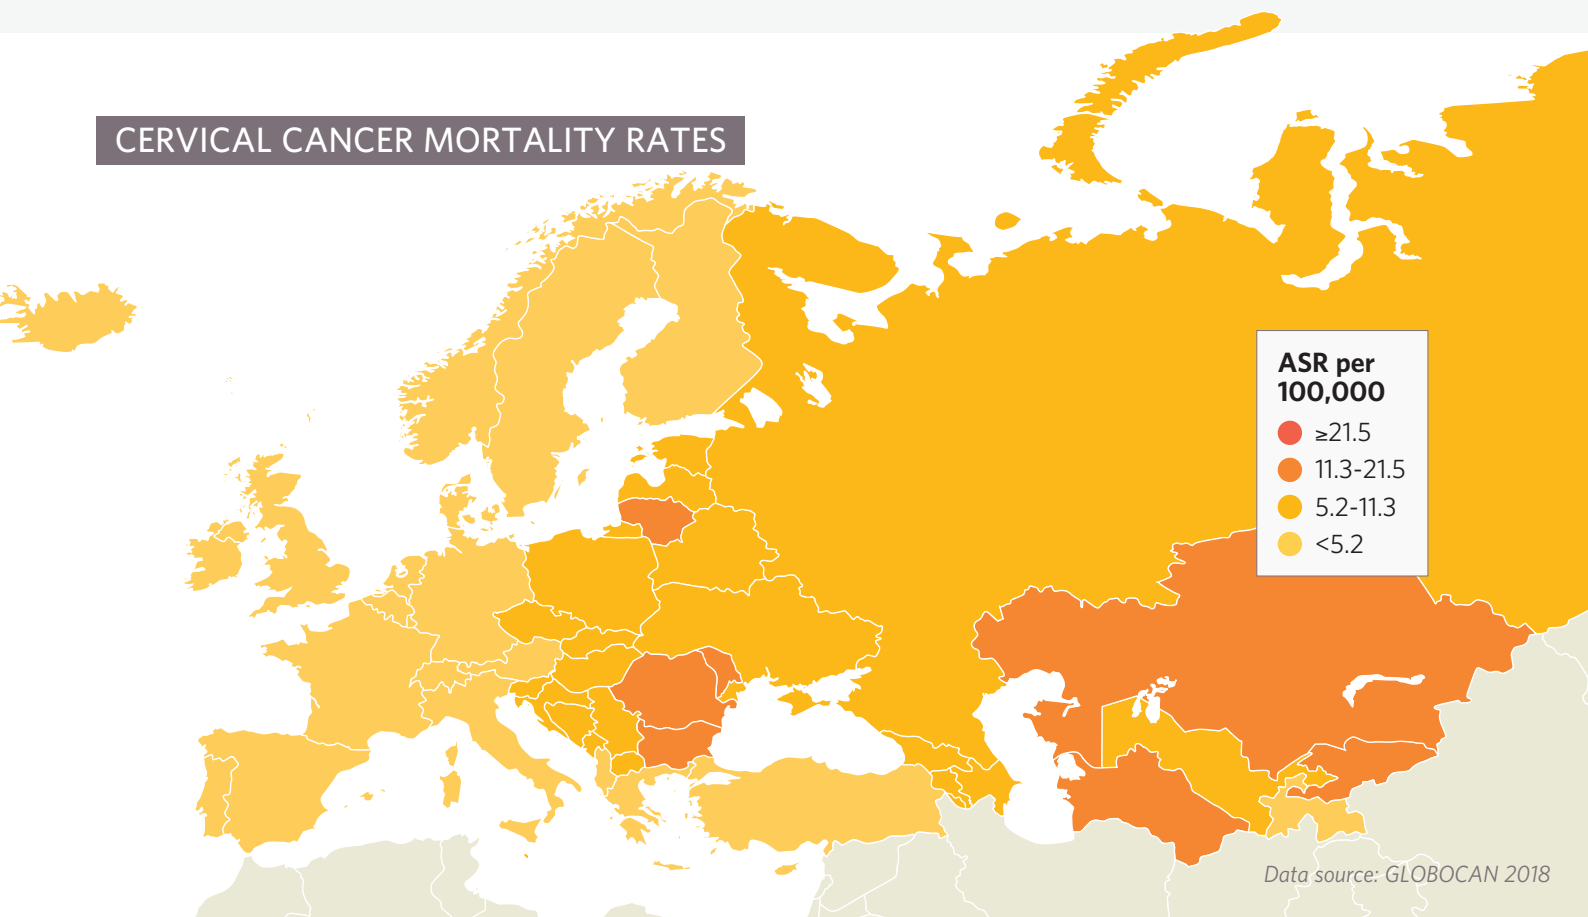 CERVICAL CANCER MORTALITY RATES
ASR per
100,000
≥21.5
11.3-21.5
5.2-11.3
<5.2
Data source: GLOBOCAN 2018